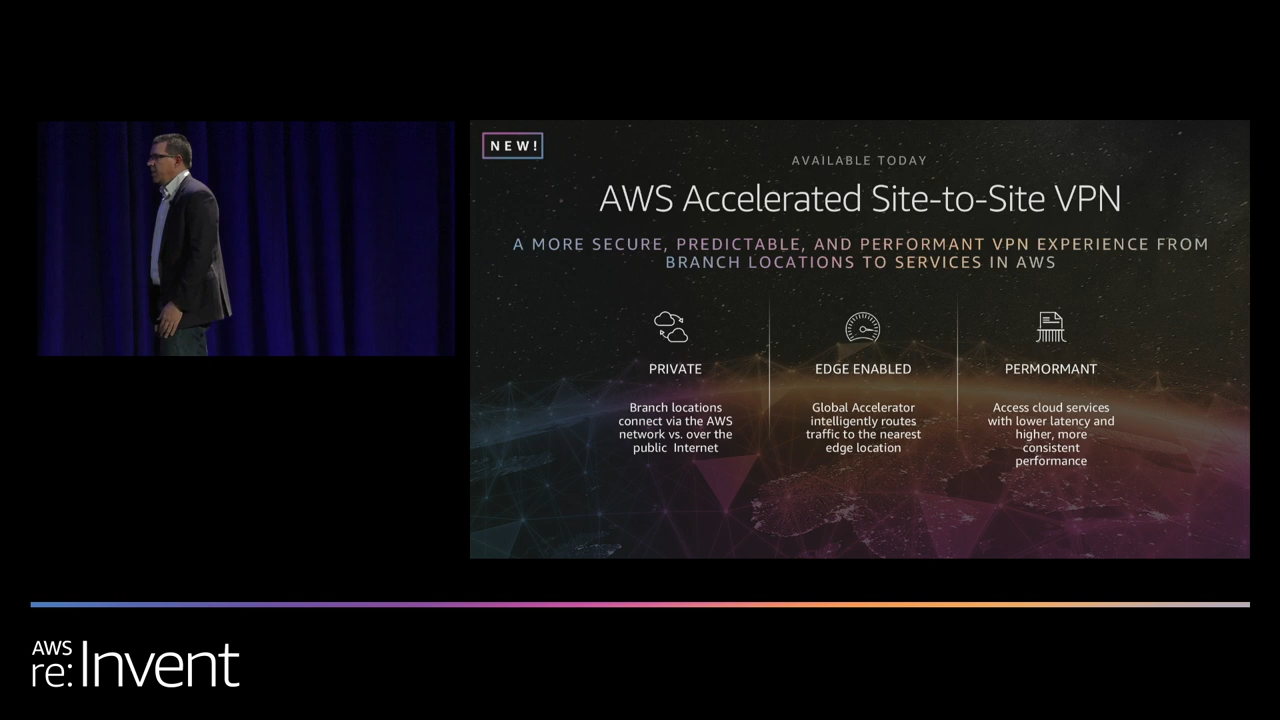 NEW!
AVAILABLE TODAY
AWS Accelerated Site-to-Site VPN
A MORE SECURE, PREDICTABLE, AND PERFORMANT VPN EXPERIENCE FROM
BRANCH LOCATIONS TO SERVICES IN AWS
PRIVATE
Branch locations
connect via the AWS
network vs. over the
public Internet
EDGE ENABLED
Global Accelerator
intelligently routes
traffic to the nearest
edge location
PERMORMANT
Access cloud services
with lower latency and
higher, more
consistent
performance
AWS
re:Invent